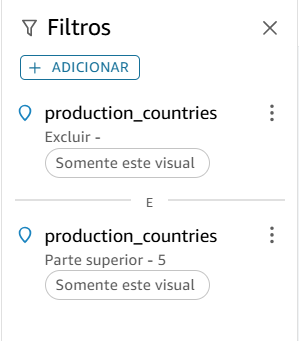 Filtros
+ ADICIONAR
production_countries
Excluir -
Somente este visual
E
production_countries
Parte superior - 5
Somente este visual